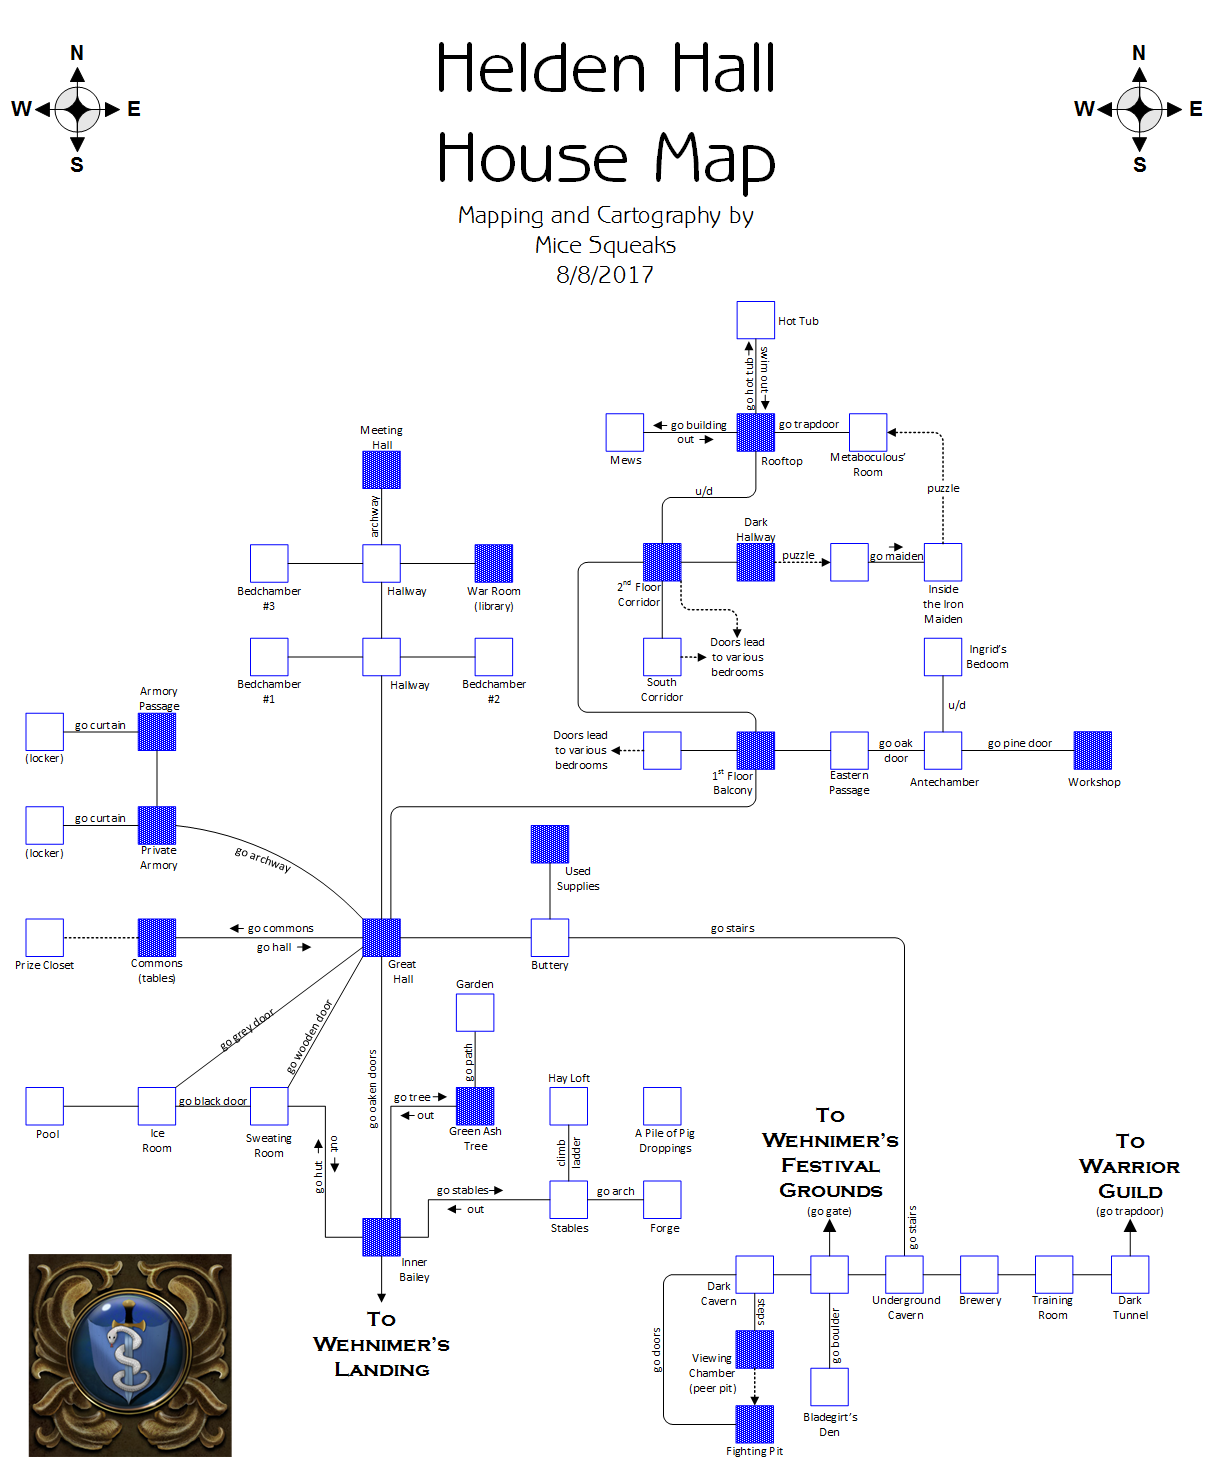 Helden Hall
House Map
Mapping and Cartography by
Mice Squeaks
8/8/2017
N
W
E
S
N
W
E
S
Hot Tub
go hot tub
swim out
Mews
go building
out
Rooftop
go trapdoor
Metaboculous'
Room
puzzle
u/d
Meeting
Hall
archway
Bedchamber
#3
Hallway
War Room
(library)
Bedchamber
#1
Hallway
Bedchamber
#2
Dark
Hallway
puzzle
go maiden
Inside
the Iron
Maiden
2nd Floor
Corridor
South
Corridor
Doors lead
to various
bedrooms
Ingrid's
Bedoom
u/d
Doors lead
to various
bedrooms
1st Floor
Balcony
Eastern
Passage
go oak
door
Antechamber
go pine door
Workshop
Armory
Passage
go curtain
(locker)
go curtain
(locker)
Private
Armory
go archway
Used
Supplies
Prize Closet
Commons
(tables)
go commons
go hall
Great
Hall
Buttery
go stairs
go grey door
go wooden door
go oaken doors
Garden
go path
go tree
out
Green Ash
Tree
Pool
Ice
Room
go black door
Sweating
Room
go hut
out
Hay Loft
climb
ladder
A Pile of Pig
Droppings
go stables
out
Stables
go arch
Forge
Inner
Bailey
To
Wehnimer's
Landing
To
Wehnimer's
Festival
Grounds
(go gate)
To
Warrior
Guild
(go trapdoor)
go stairs
Dark
Cavern
Underground
Cavern
Brewery
Training
Room
Dark
Tunnel
steps
go doors
go boulder
Viewing
Chamber
(peer pit)
Bladegirt's
Den
Fighting Pit